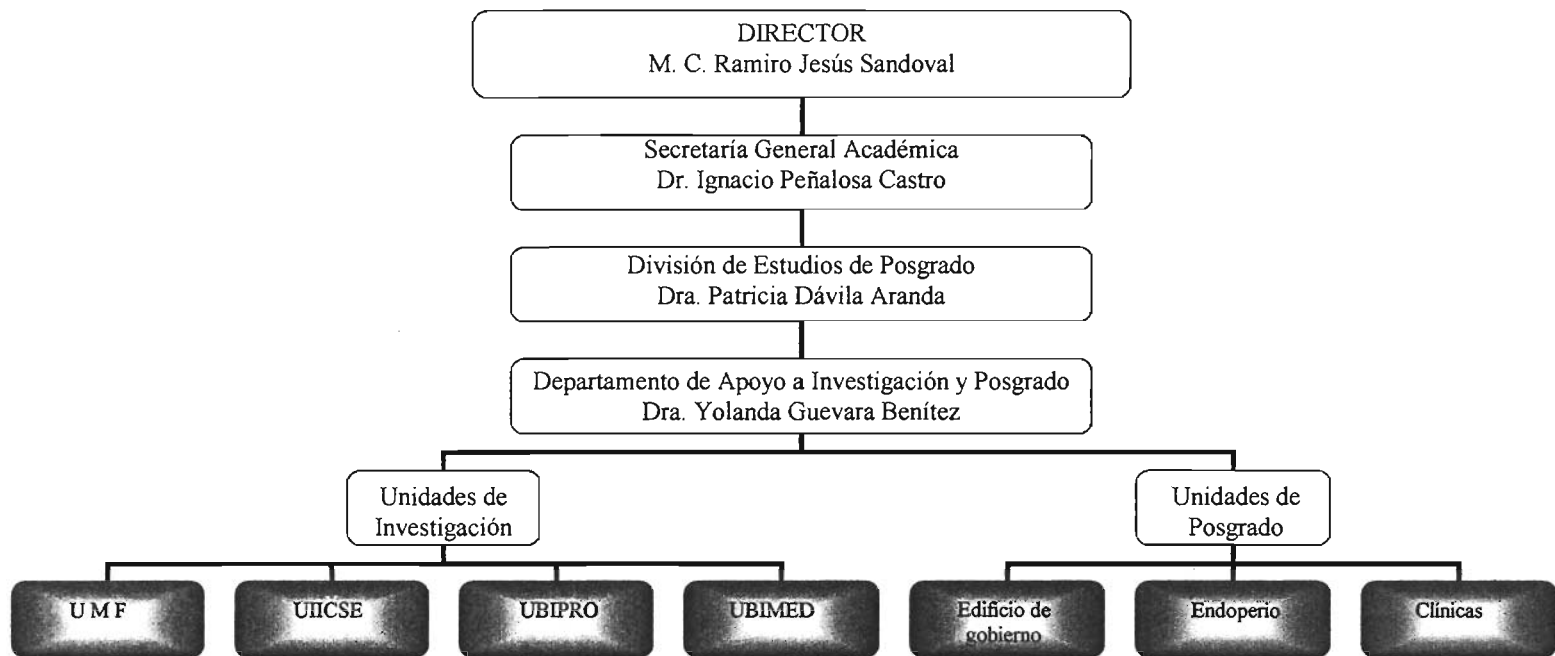 DIRECTOR
M. C. Ramiro Jesús Sandoval
Secretaría General Académica
Dr. Ignacio Peñalosa Castro
División de Estudios de Posgrado
Dra. Patricia Dávila Aranda
Departamento de Apoyo a Investigación y Posgrado
Dra. Yolanda Guevara Benítez
Unidades de
Investigación
Unidades de
Posgrado
U M F
UIICSE
UBIPRO
UBIMED
Edificio de
gobierno
Endoperio
Clínicas